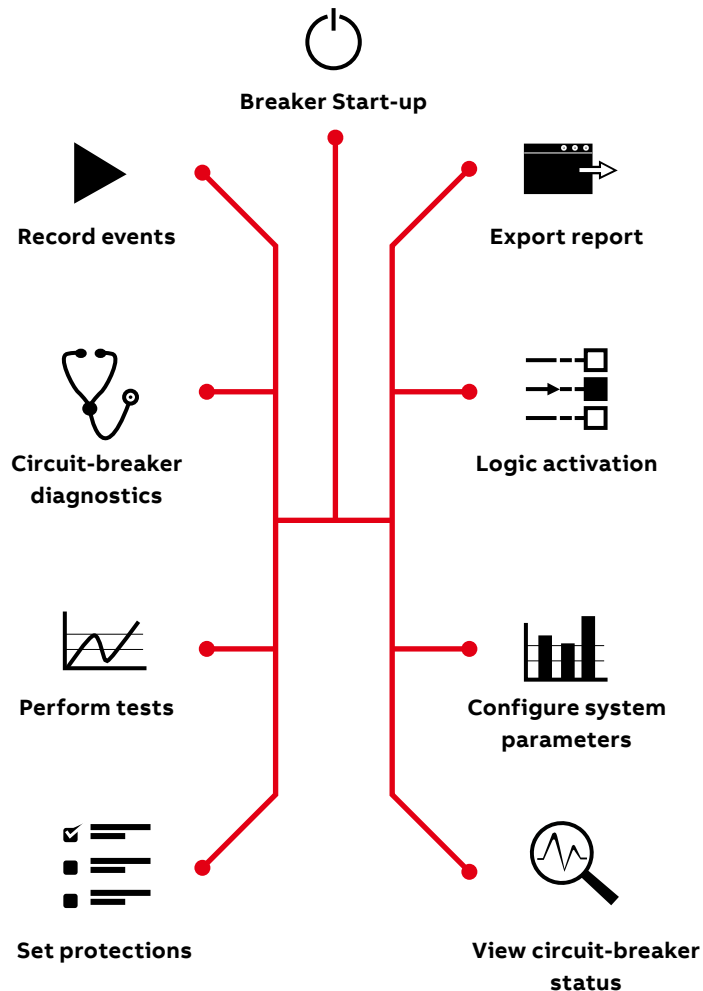 Breaker Start-up
Record events
Export report
Circuit-breaker
diagnostics
Logic activation
Perform tests
Configure system
parameters
Set protections
View circuit-breaker
status